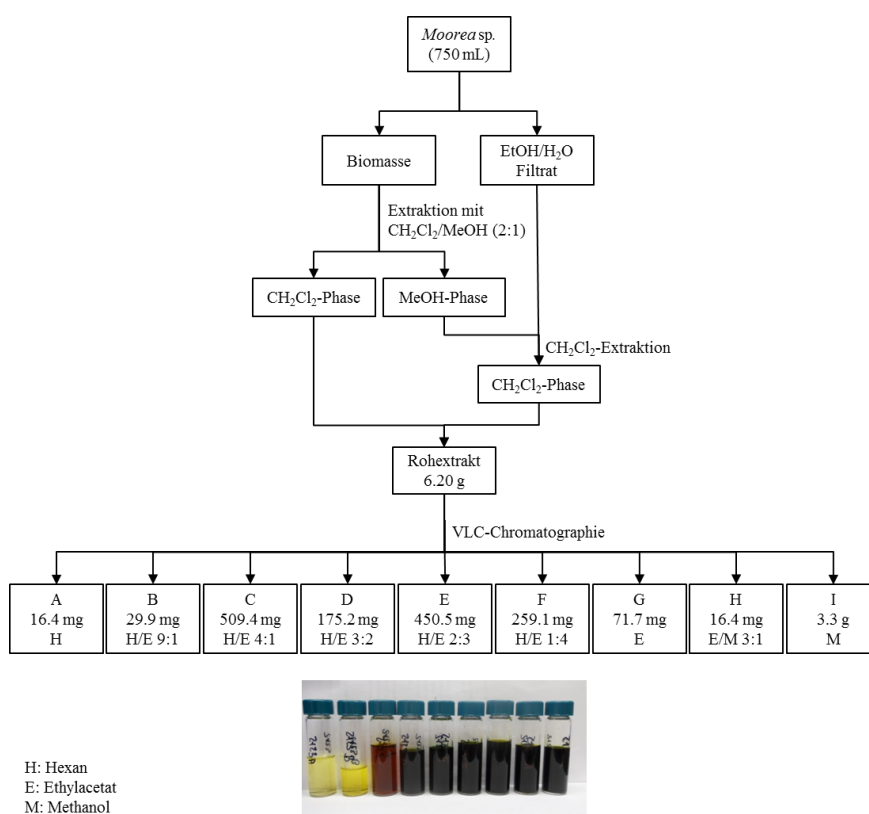 Moorea sp.
(750 mL)
Biomasse
EtOH/H₂O
Filtrat
Extraktion mit
CH₂Cl₂/MeOH (2:1)
CH₂Cl₂-Phase
MeOH-Phase
CH₂Cl₂-Extraktion
CH₂Cl₂-Phase
Rohextrakt
6.20 g
VLC-Chromatographie
A
16.4 mg
H
B
29.9 mg
H/E 9:1
C
509.4 mg
H/E 4:1
D
175.2 mg
H/E 3:2
E
450.5 mg
H/E 2:3
F
259.1 mg
H/E 1:4
G
71.7 mg
E
H
16.4 mg
E/M 3:1
I
3.3 g
M
H: Hexan
E: Ethylacetat
M: Methanol